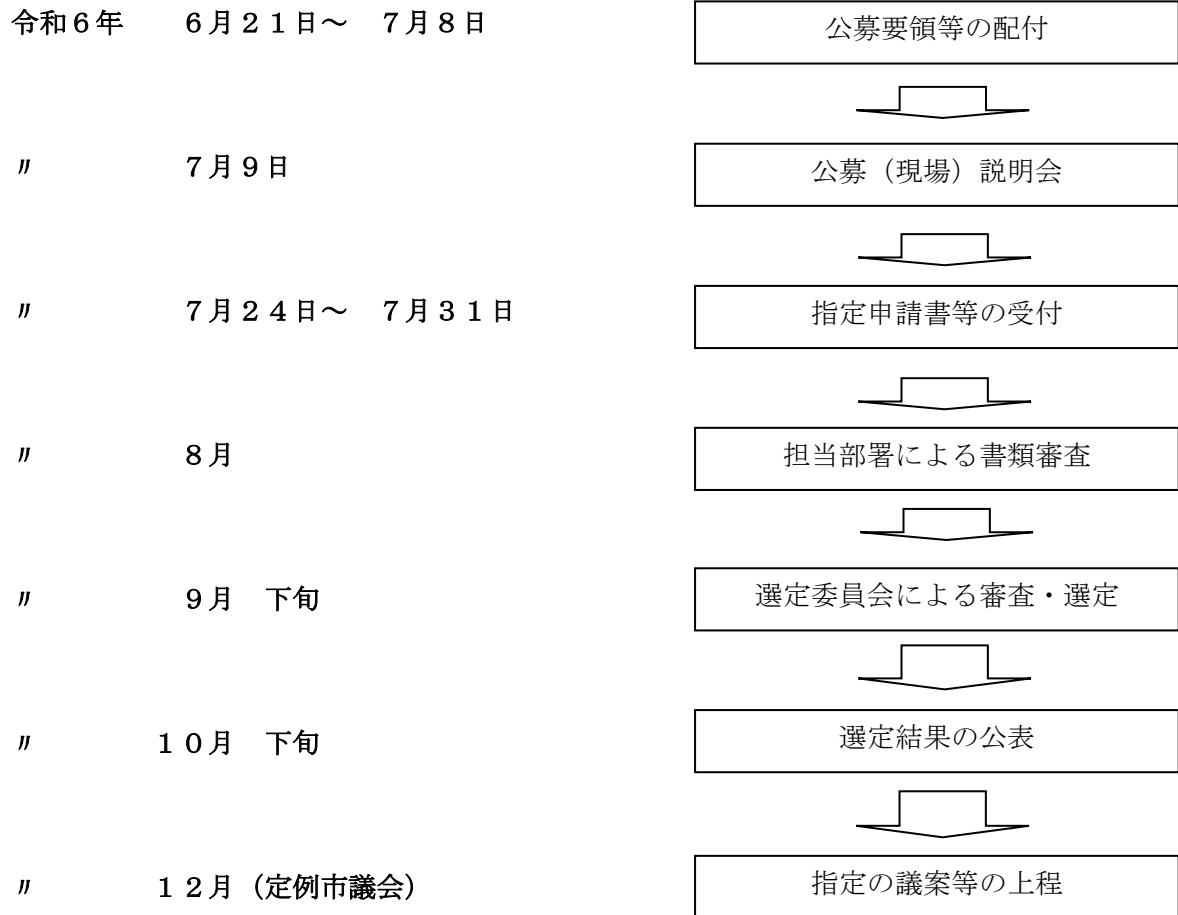 令和６年　６月２１日～　７月８日　公募要領等の配付
〃　７月９日　公募（現場）説明会
〃　７月２４日～　７月３１日　指定申請書等の受付
〃　８月　担当部署による書類審査
〃　９月　下旬　選定委員会による審査・選定
〃　１０月　下旬　選定結果の公表
〃　１２月（定例市議会）　指定の議案等の上程